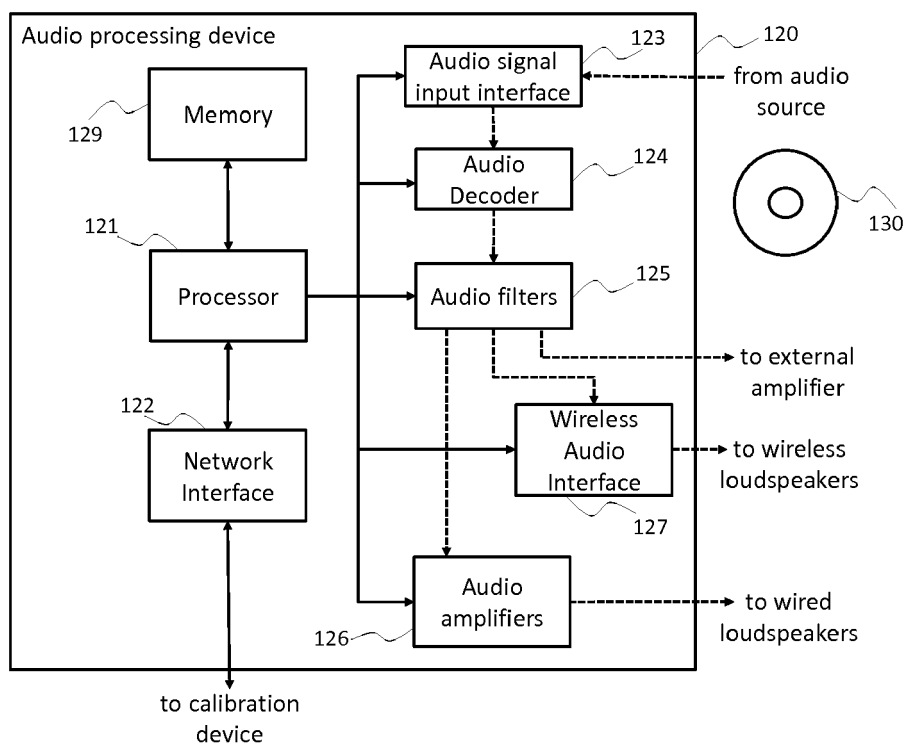 Audio processing device
123
120
Audio signal
input interface
from audio
source
Memory
129
Audio
Decoder
124
130
121
Processor
Audio filters
125
to external
amplifier
122
Network
Interface
Wireless
Audio
Interface
127
to wireless
loudspeakers
Audio
amplifiers
126
to wired
loudspeakers
to calibration
device